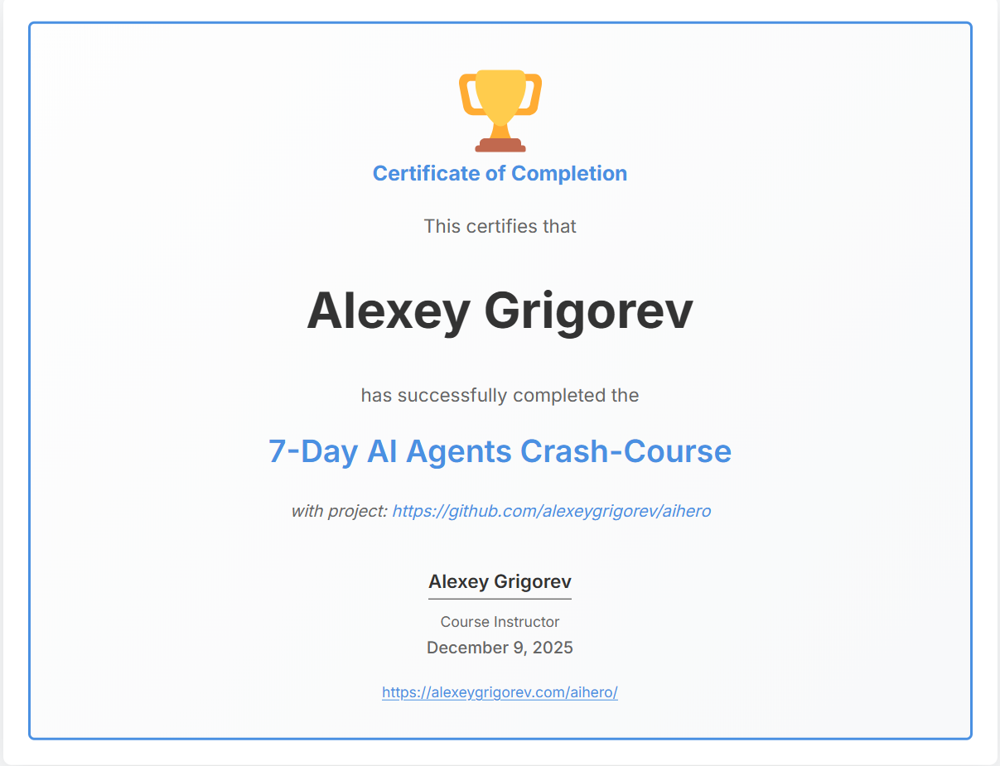 Certificate of Completion
This certifies that
Alexey Grigorev
has successfully completed the
7-Day AI Agents Crash-Course
with project: https://github.com/alexeygrigorev/aihero
Alexey Grigorev
Course Instructor
December 9, 2025
https://alexeygrigorev.com/aihero/